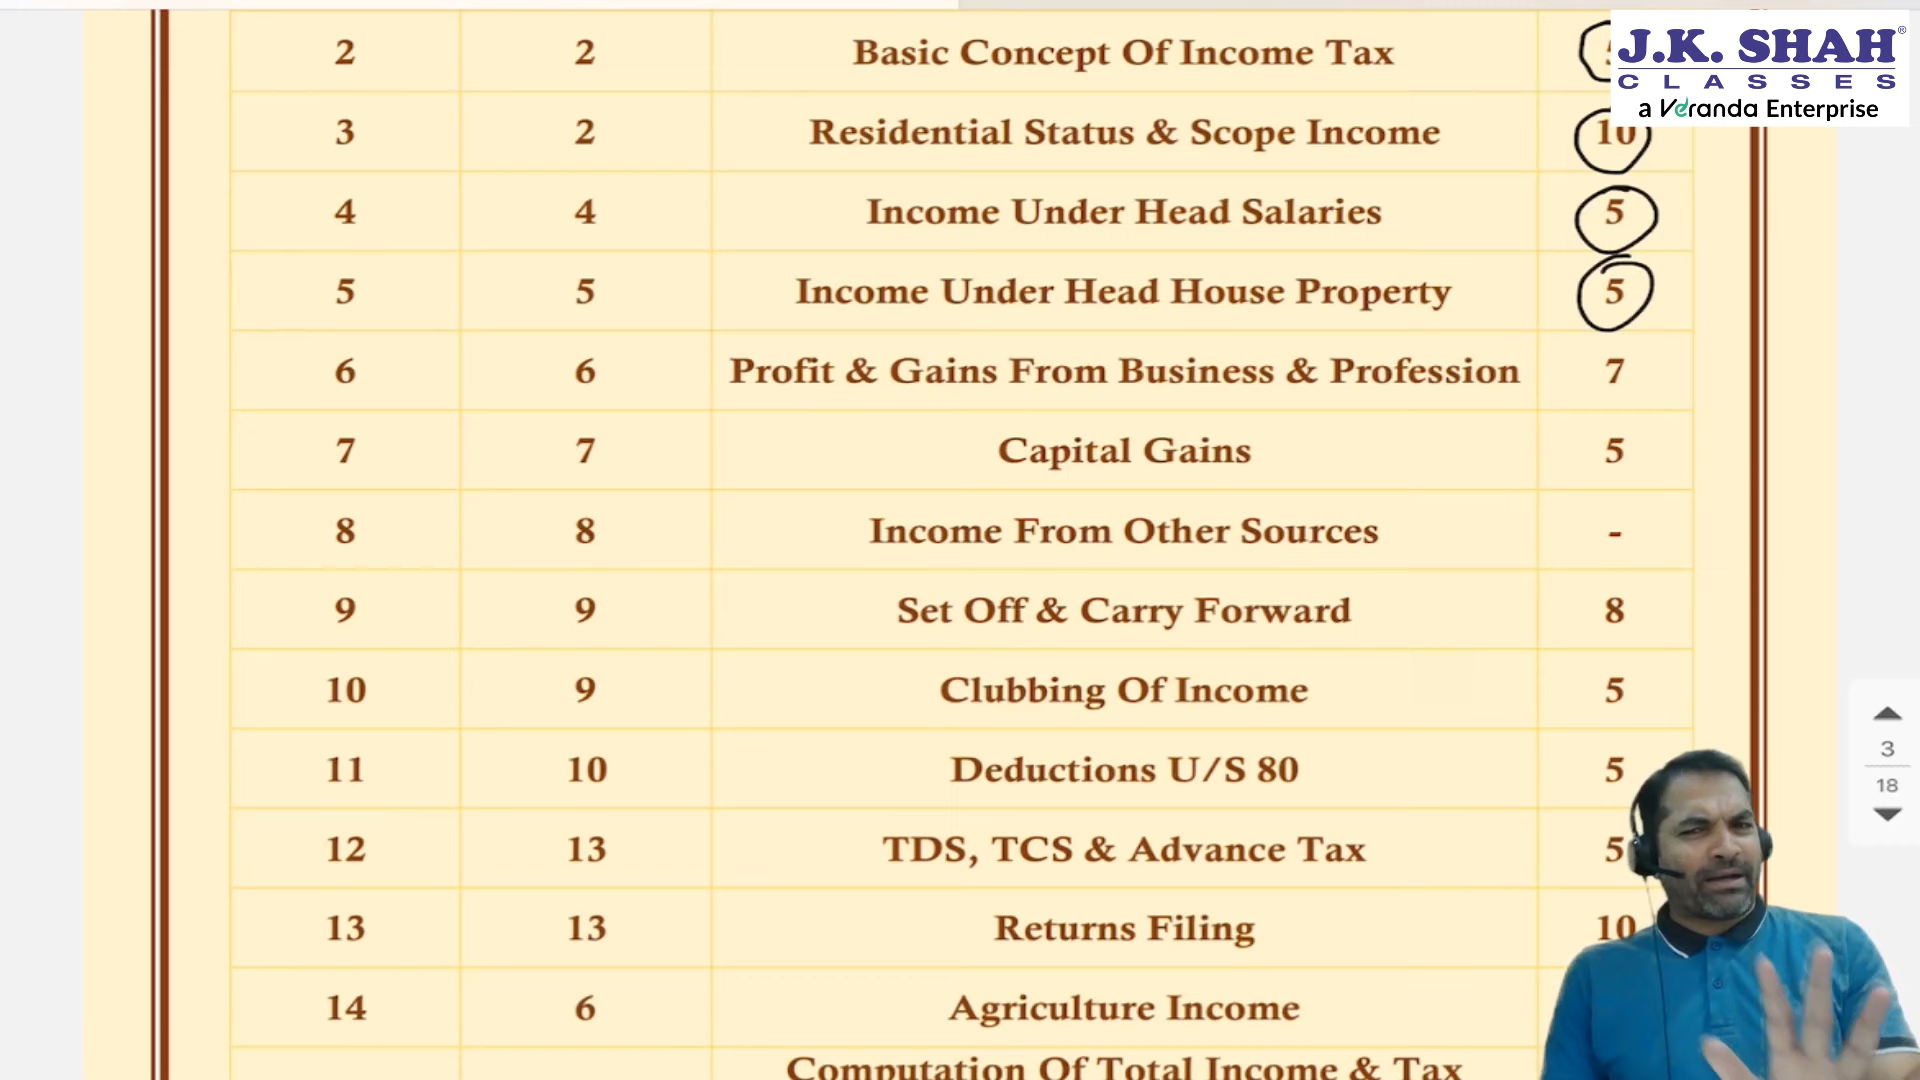 J.K. SHAH®
CLASSES
a Veranda Enterprise
2 2 Basic Concept Of Income Tax
3 2 Residential Status & Scope Income 10
4 4 Income Under Head Salaries 5
5 5 Income Under Head House Property 5
6 6 Profit & Gains From Business & Profession 7
7 7 Capital Gains 5
8 8 Income From Other Sources -
9 9 Set Off & Carry Forward 8
10 9 Clubbing Of Income 5
11 10 Deductions U/S 80 5
12 13 TDS, TCS & Advance Tax 5
13 13 Returns Filing 10
14 6 Agriculture Income
Computation Of Total Income & Tax
3
18